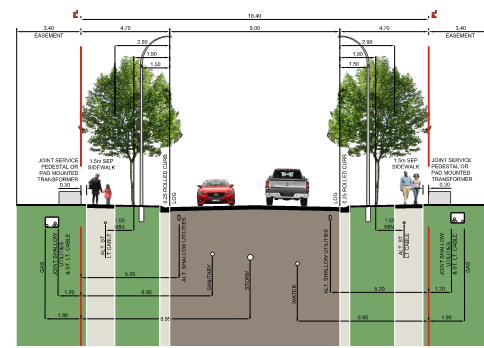 18.40
3.40
4.70
9.00
4.70
3.40
EASEMENT
EASEMENT
2.90
2.90
1.90
1.90
1.50
1.50
JOINT SERVICE
PEDESTAL OR
PAD MOUNTED
TRANSFORMER
0.30
1.5m SEP
SIDEWALK
0.25 ROLLED CURB
LOG
0.25 ROLLED CURB
LOG
1.5m SEP
SIDEWALK
JOINT SERVICE
PEDESTAL OR
PAD MOUNTED
TRANSFORMER
0.30
GAS
JOINT SHALLOW
UTILITIES
& ST. LT. CABLE
ALT. ST
LT CABLE
1.50
MIN.
ALT. SHALLOW UTILITIES
SANITARY
STORM
WATER
ALT. SHALLOW UTILITIES
1.50
MIN.
ALT. ST
LT CABLE
JOINT SHALLOW
UTILITIES
& ST. LT. CABLE
GAS
5.20
5.20
1.20
6.95
1.20
1.90
8.95
6.95
1.90